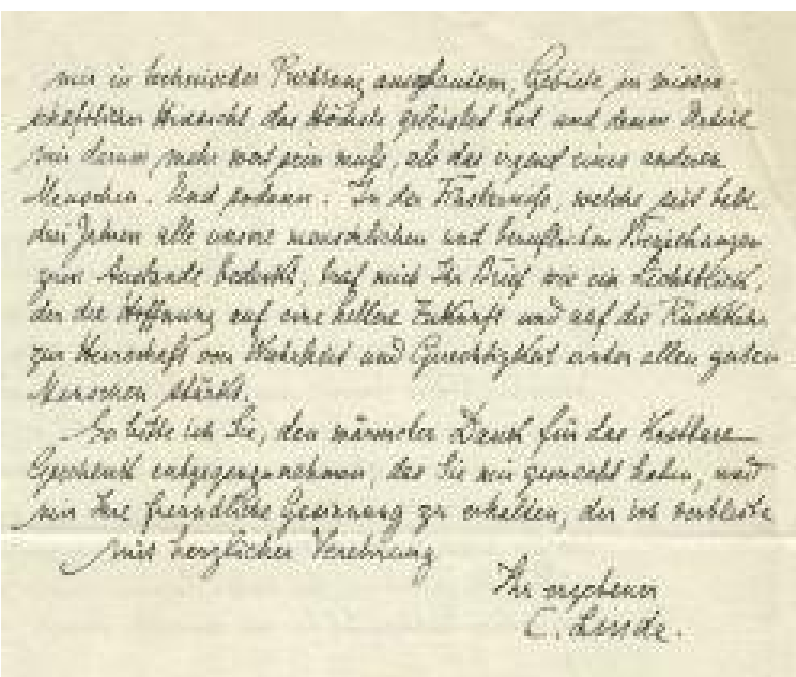 mir in technischer Richtung angebautem, Gebiete in wissen-
schaftlicher Hinsicht das Höchste geleistet hat und dessen Urteil
mir darum mehr wert sein muß, als das irgend eines anderen
Menschen. Und anderen: In der Finsternis, welche seit bald
drei Jahren alle unsere menschlichen und beruflichen Beziehungen
zum Auslande bedeckt, traf mich Ihr Brief wie ein Lichtblick,
der die Hoffnung auf eine hellere Zukunft und auf die Rückkehr
zur Herrschaft von Wahrheit und Gerechtigkeit unter allen guten
Menschen stärkt.
So bitte ich Sie, den wärmsten Dank für das kostbare
Geschenk entgegenzunehmen, das Sie mir gemacht haben, und
mir Ihre freundliche Gesinnung zu erhalten, der ich verbleibe
mit herzlicher Verehrung
Ihr ergebener
C. Linde.